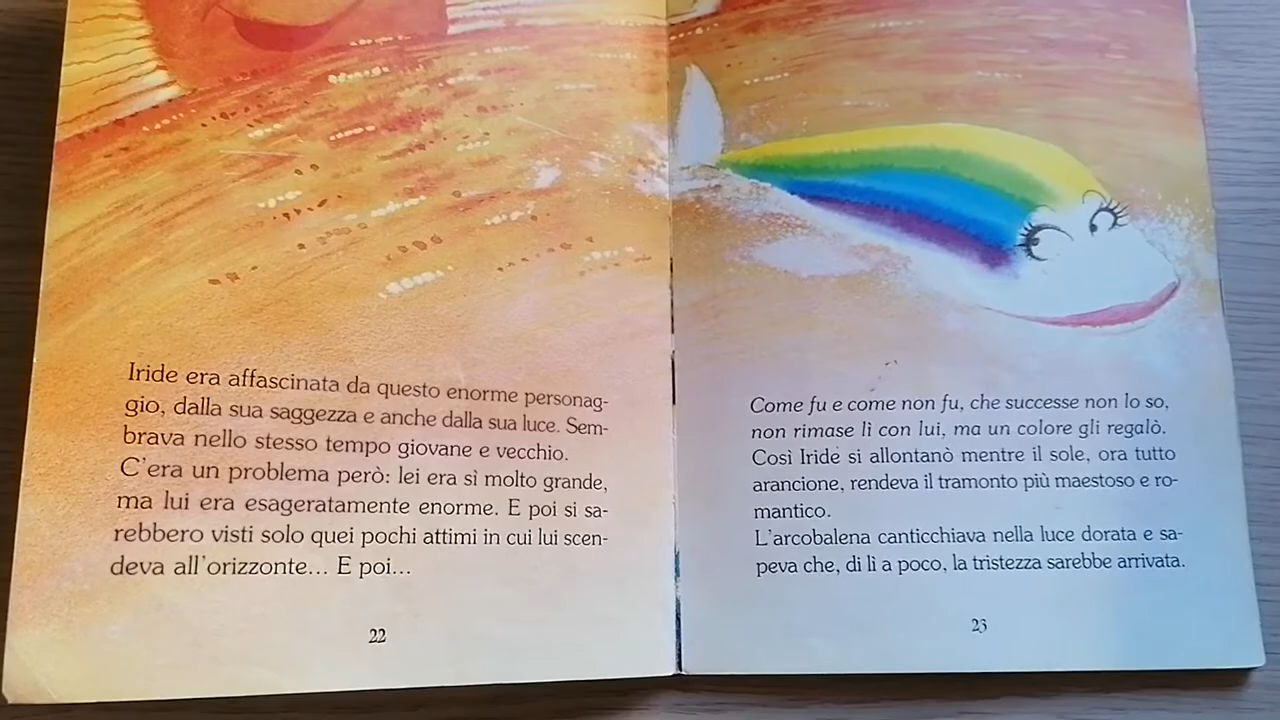 Iride era affascinata da questo enorme personag-
gio, dalla sua saggezza e anche dalla sua luce. Sem-
brava nello stesso tempo giovane e vecchio.
C'era un problema però: lei era sì molto grande,
ma lui era esageratamente enorme. E poi si sa-
rebbero visti solo quei pochi attimi in cui lui scen-
deva all'orizzonte... E poi...
22
Come fu e come non fu, che successe non lo so,
non rimase lì con lui, ma un colore gli regalò.
Così Iride si allontanò mentre il sole, ora tutto
arancione, rendeva il tramonto più maestoso e ro-
mantico.
L'arcobalena canticchiava nella luce dorata e sa-
peva che, di lì a poco, la tristezza sarebbe arrivata.
23